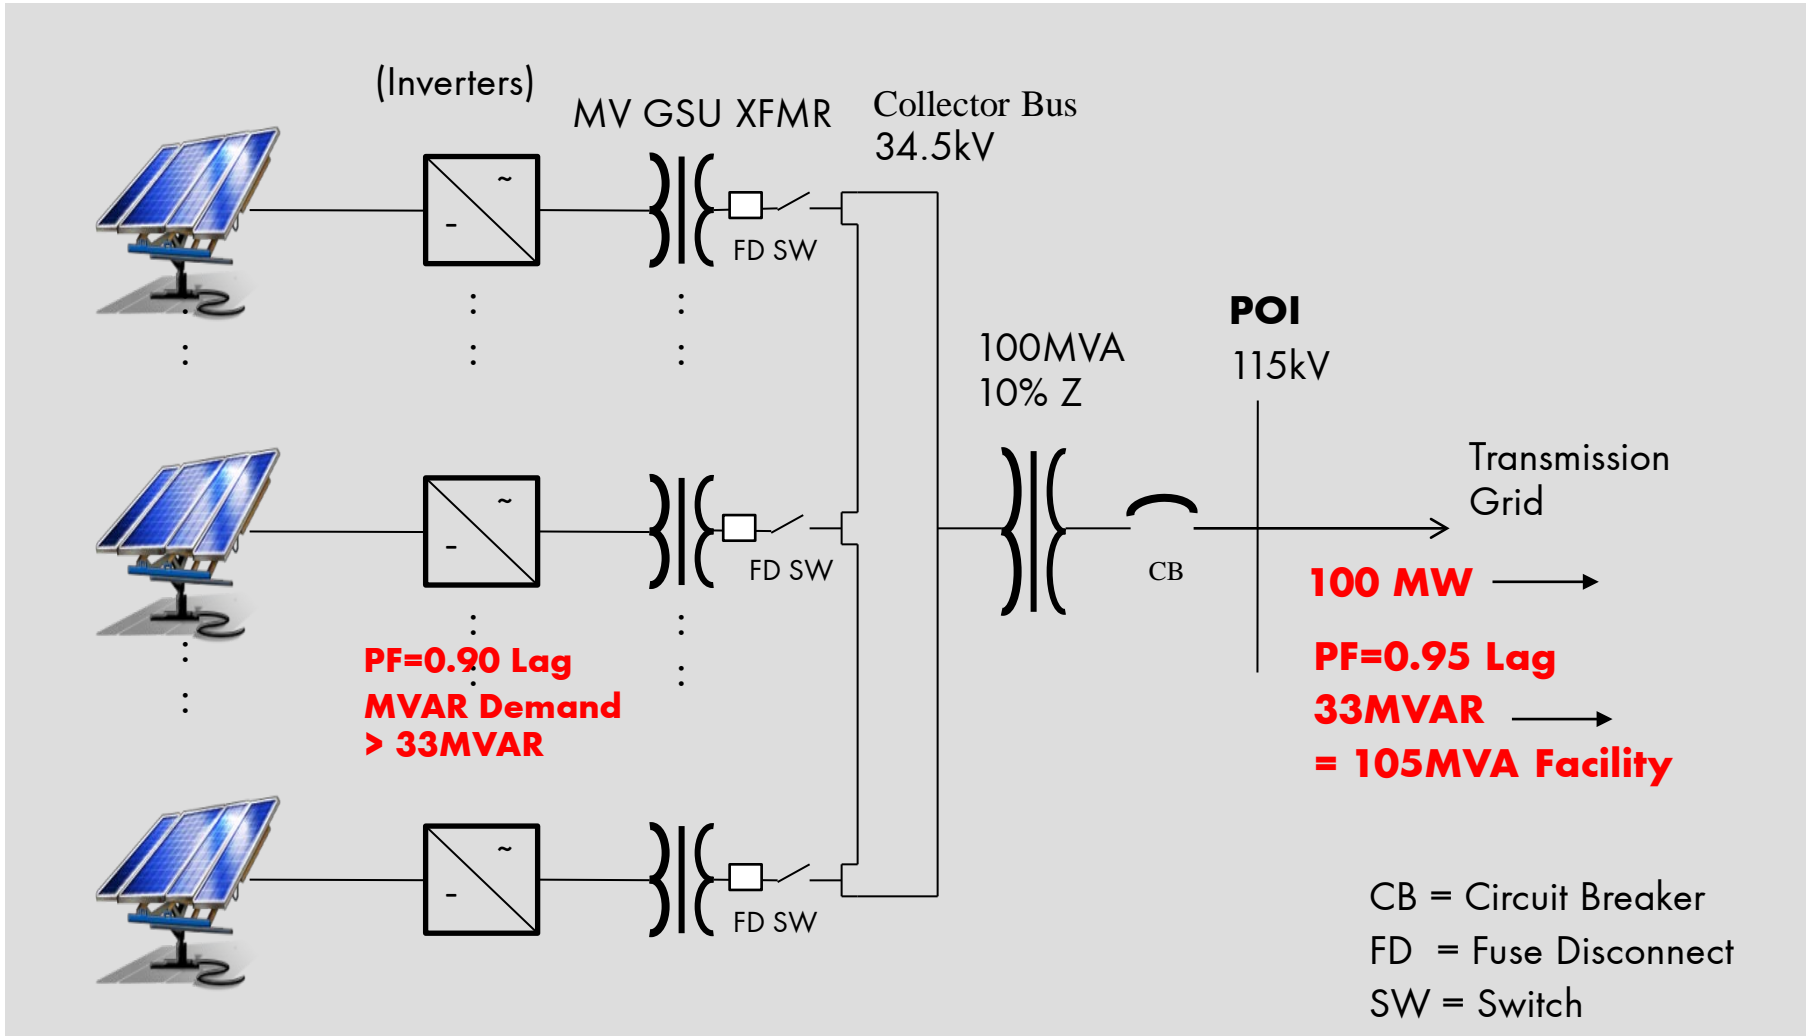 (Inverters)
MV GSU XFMR
Collector Bus
34.5kV
~
-
FD SW
100MVA
10% Z
POI
115kV
~
-
FD SW
CB
Transmission
Grid
100 MW
PF=0.95 Lag
33MVAR
= 105MVA Facility
PF=0.90 Lag
MVAR Demand
> 33MVAR
~
-
FD SW
CB = Circuit Breaker
FD = Fuse Disconnect
SW = Switch